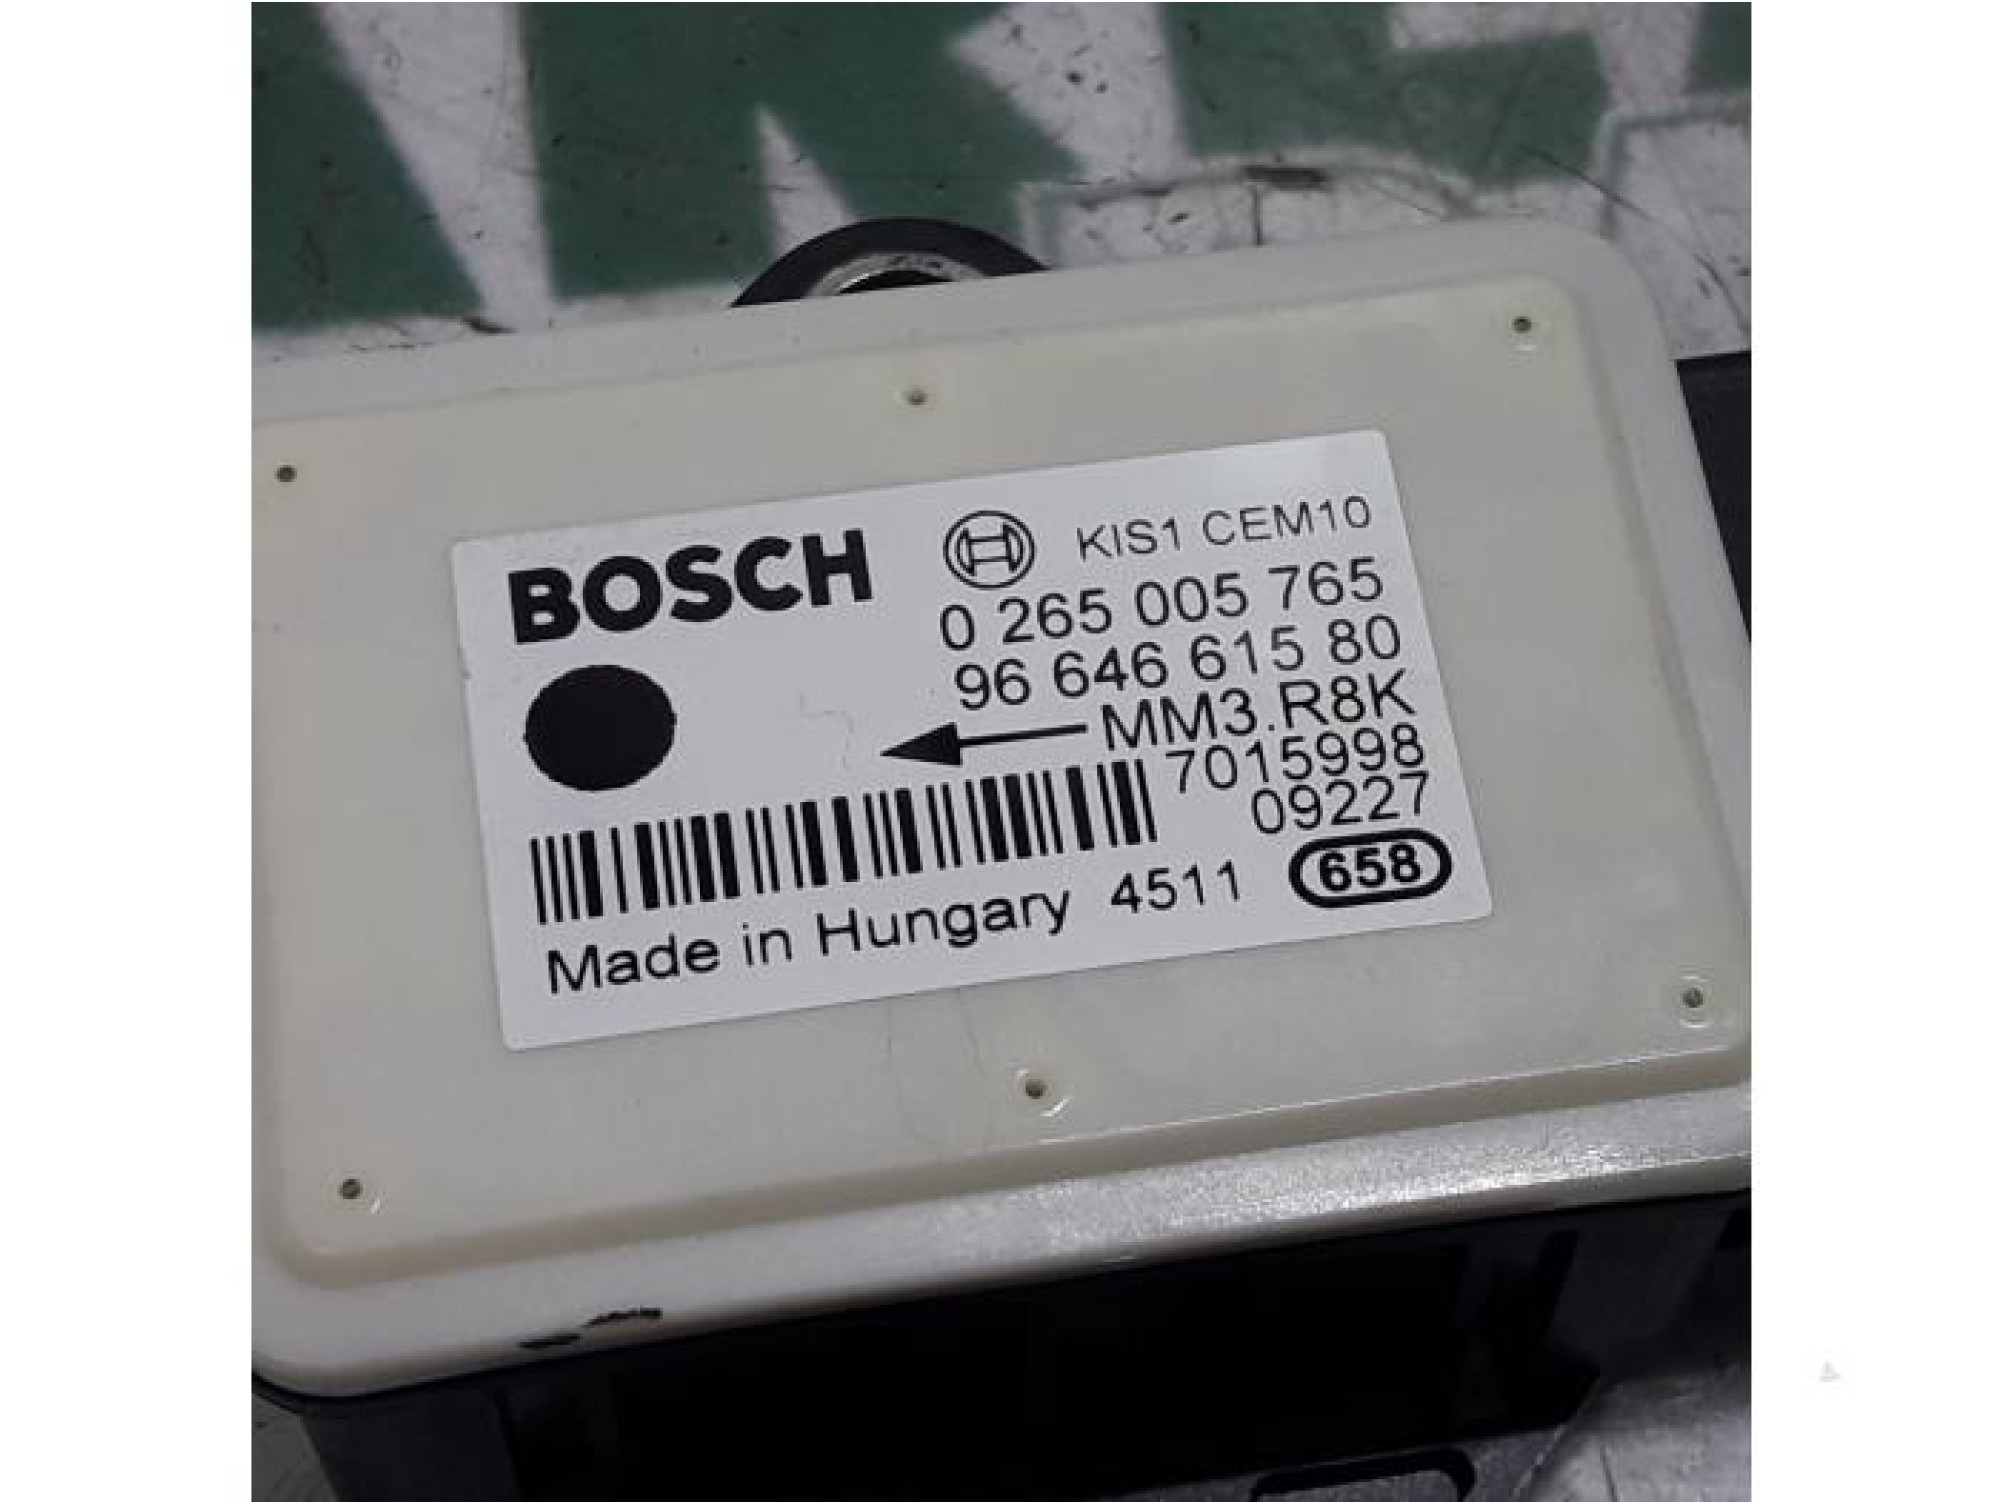 BOSCH KIS1 CEM10
0 265 005 765
96 646 615 80
MM3.R8K
7015998
09227
Made in Hungary 4511 658